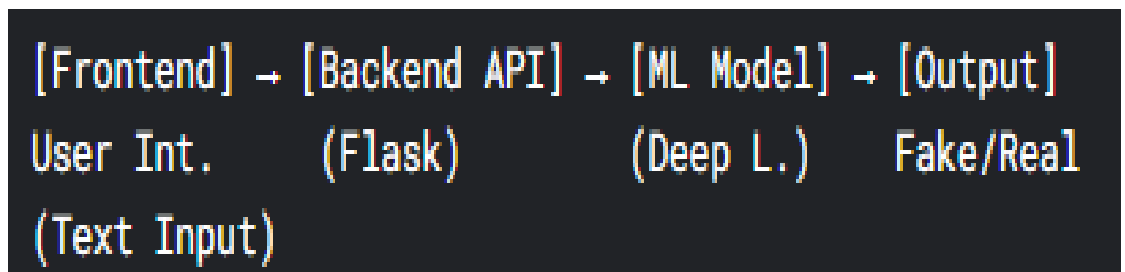 [Frontend] → [Backend API] → [ML Model] → [Output]
User Int. (Flask) (Deep L.) Fake/Real
(Text Input)